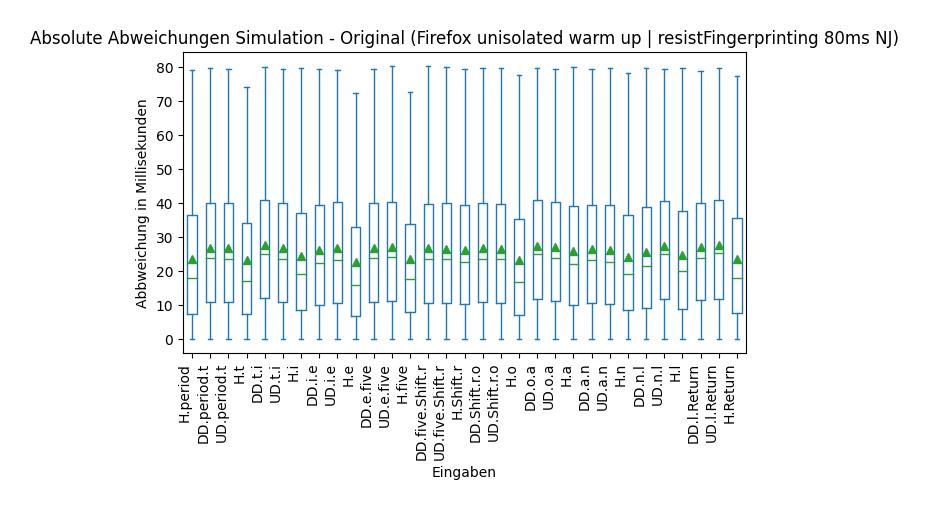 Absolute Abweichungen Simulation - Original (Firefox unisolated warm up | resistFingerprinting 80ms NJ)
80
70
60
50
40
30
20
10
0
Abbweichung in Millisekunden
H.period
DD.period.t
UD.period.t
H.t
DD.t.i
UD.t.i
H.i
DD.i.e
UD.i.e
H.e
DD.e.five
UD.e.five
H.five
DD.five.Shift.r
UD.five.Shift.r
H.Shift.r
DD.Shift.r.o
UD.Shift.r.o
H.o
DD.o.a
UD.o.a
H.a
DD.a.n
UD.a.n
H.n
DD.n.l
UD.n.l
H.l
DD.l.Return
UD.l.Return
H.Return
Eingaben